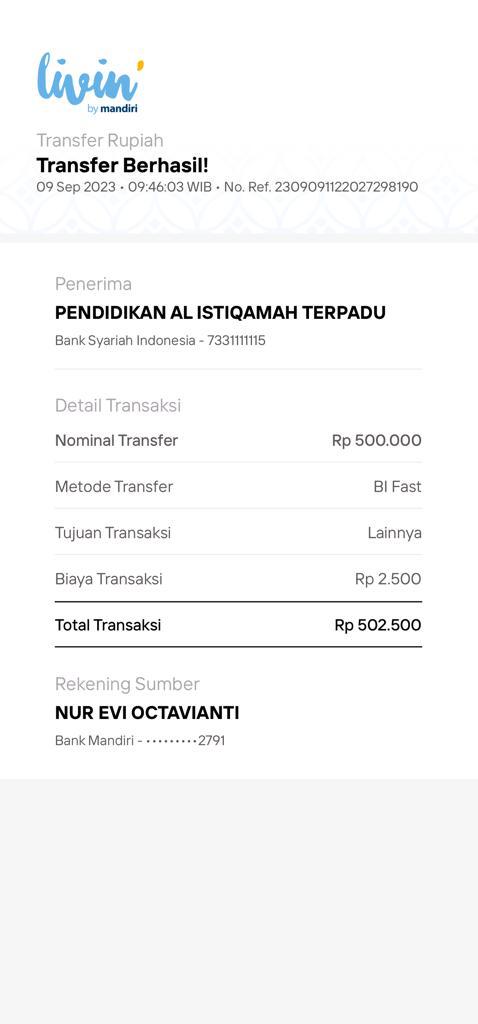 livin'
by mandiri
Transfer Rupiah
Transfer Berhasil!
09 Sep 2023 • 09:46:03 WIB • No. Ref. 2309091122027298190
Penerima
PENDIDIKAN AL ISTIQAMAH TERPADU
Bank Syariah Indonesia - 7331111115
Detail Transaksi
Nominal Transfer Rp 500.000
Metode Transfer BI Fast
Tujuan Transaksi Lainnya
Biaya Transaksi Rp 2.500
Total Transaksi Rp 502.500
Rekening Sumber
NUR EVI OCTAVIANTI
Bank Mandiri - •••••••••2791